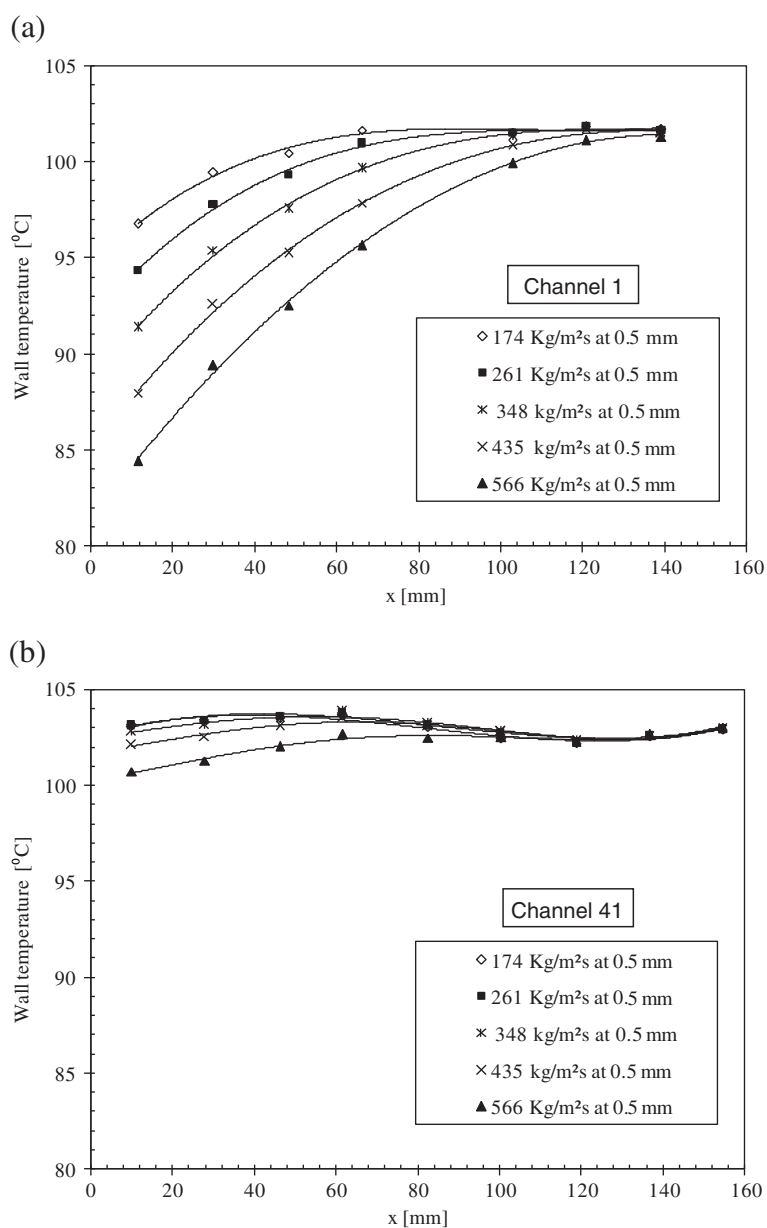 (a)
105
100
95
90
85
80
Wall temperature [⁰C]
Channel 1
174 Kg/m²s at 0.5 mm
261 Kg/m²s at 0.5 mm
348 kg/m²s at 0.5 mm
435 kg/m²s at 0.5 mm
566 Kg/m²s at 0.5 mm
0 20 40 60 80 100 120 140 160
x [mm]
(b)
105
100
95
90
85
80
Wall temperature [⁰C]
Channel 41
174 Kg/m²s at 0.5 mm
261 Kg/m²s at 0.5 mm
348 kg/m²s at 0.5 mm
435 kg/m²s at 0.5 mm
566 Kg/m²s at 0.5 mm
0 20 40 60 80 100 120 140 160
x [mm]